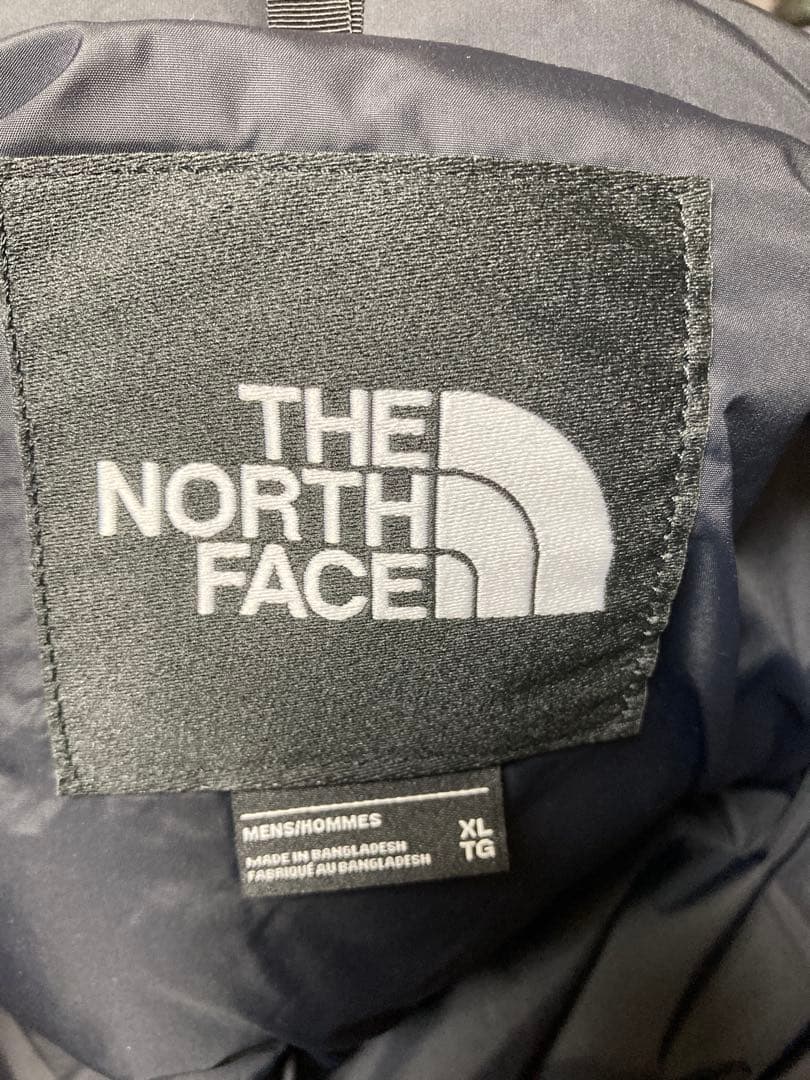 THE
NORTH
FACE
MENS/HOMMES
XL
TG
MADE IN BANGLADESH
FABRIQUÉ AU BANGLADESH